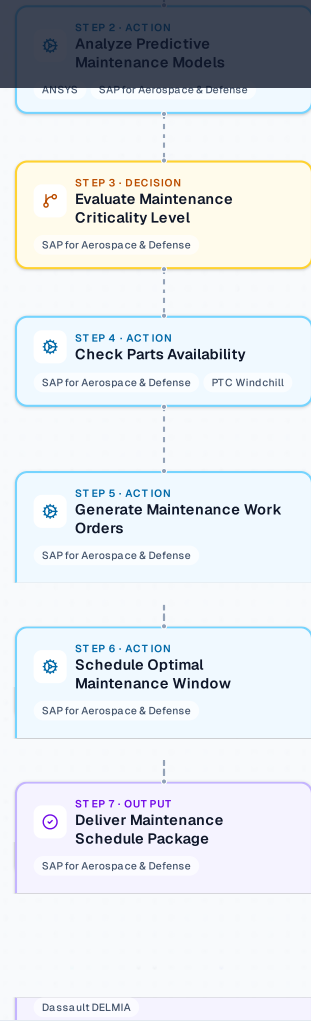 STEP 2 · ACTION
Analyze Predictive
Maintenance Models
ANSYS SAP for Aerospace & Defense
STEP 3 · DECISION
Evaluate Maintenance
Criticality Level
SAP for Aerospace & Defense
STEP 4 · ACTION
Check Parts Availability
SAP for Aerospace & Defense PTC Windchill
STEP 5 · ACTION
Generate Maintenance Work
Orders
SAP for Aerospace & Defense
STEP 6 · ACTION
Schedule Optimal
Maintenance Window
SAP for Aerospace & Defense
STEP 7 · OUTPUT
Deliver Maintenance
Schedule Package
SAP for Aerospace & Defense
Dassault DELMIA